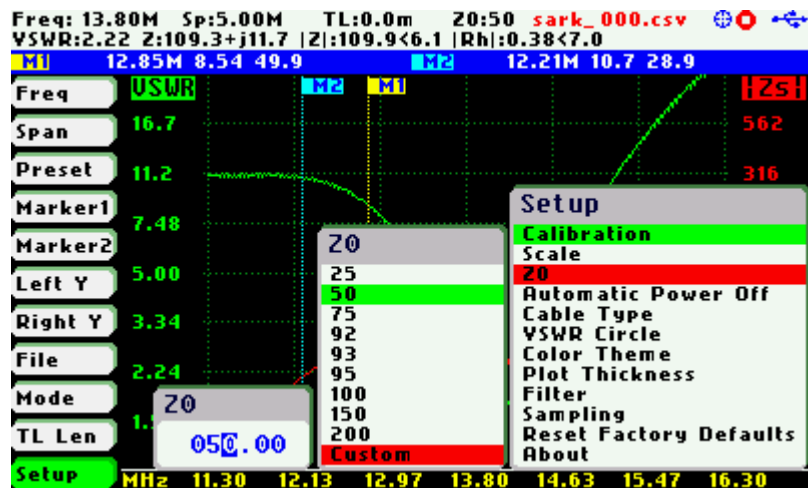 Freq: 13.80M Sp:5.00M TL:0.0m Z0:50 sark_000.csv
VSWR:2.22 Z:109.3+j11.7 |Z|:109.9<6.1 |Rh|:0.38<7.0
M1 12.85M 8.54 49.9 M2 12.21M 10.7 28.9
Freq
Span
Preset
Marker1
Marker2
Left Y
Right Y
File
Mode
TL Len
Setup
VSWR M2 M1 |Zs|
16.7 562
11.2 316
7.48
5.00
3.34
2.24
Setup
Calibration
Scale
Z0
Automatic Power Off
Cable Type
VSWR Circle
Color Theme
Plot Thickness
Filter
Sampling
Reset Factory Defaults
About
Z0
25
50
75
92
93
95
100
150
200
Custom
Z0
050.00
MHz 11.30 12.13 12.97 13.80 14.63 15.47 16.30